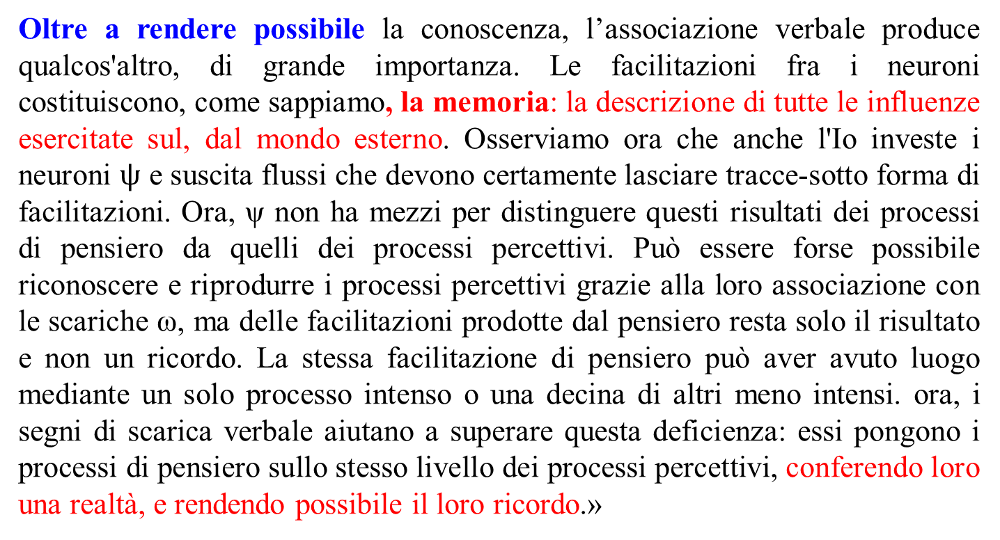 Oltre a rendere possibile la conoscenza, l’associazione verbale produce
qualcos'altro, di grande importanza. Le facilitazioni fra i neuroni
costituiscono, come sappiamo, la memoria: la descrizione di tutte le influenze
esercitate sul, dal mondo esterno. Osserviamo ora che anche l'Io investe i
neuroni ψ e suscita flussi che devono certamente lasciare tracce-sotto forma di
facilitazioni. Ora, ψ non ha mezzi per distinguere questi risultati dei processi
di pensiero da quelli dei processi percettivi. Può essere forse possibile
riconoscere e riprodurre i processi percettivi grazie alla loro associazione con
le scariche ω, ma delle facilitazioni prodotte dal pensiero resta solo il risultato
e non un ricordo. La stessa facilitazione di pensiero può aver avuto luogo
mediante un solo processo intenso o una decina di altri meno intensi. ora, i
segni di scarica verbale aiutano a superare questa deficienza: essi pongono i
processi di pensiero sullo stesso livello dei processi percettivi, conferendo loro
una realtà, e rendendo possibile il loro ricordo.»